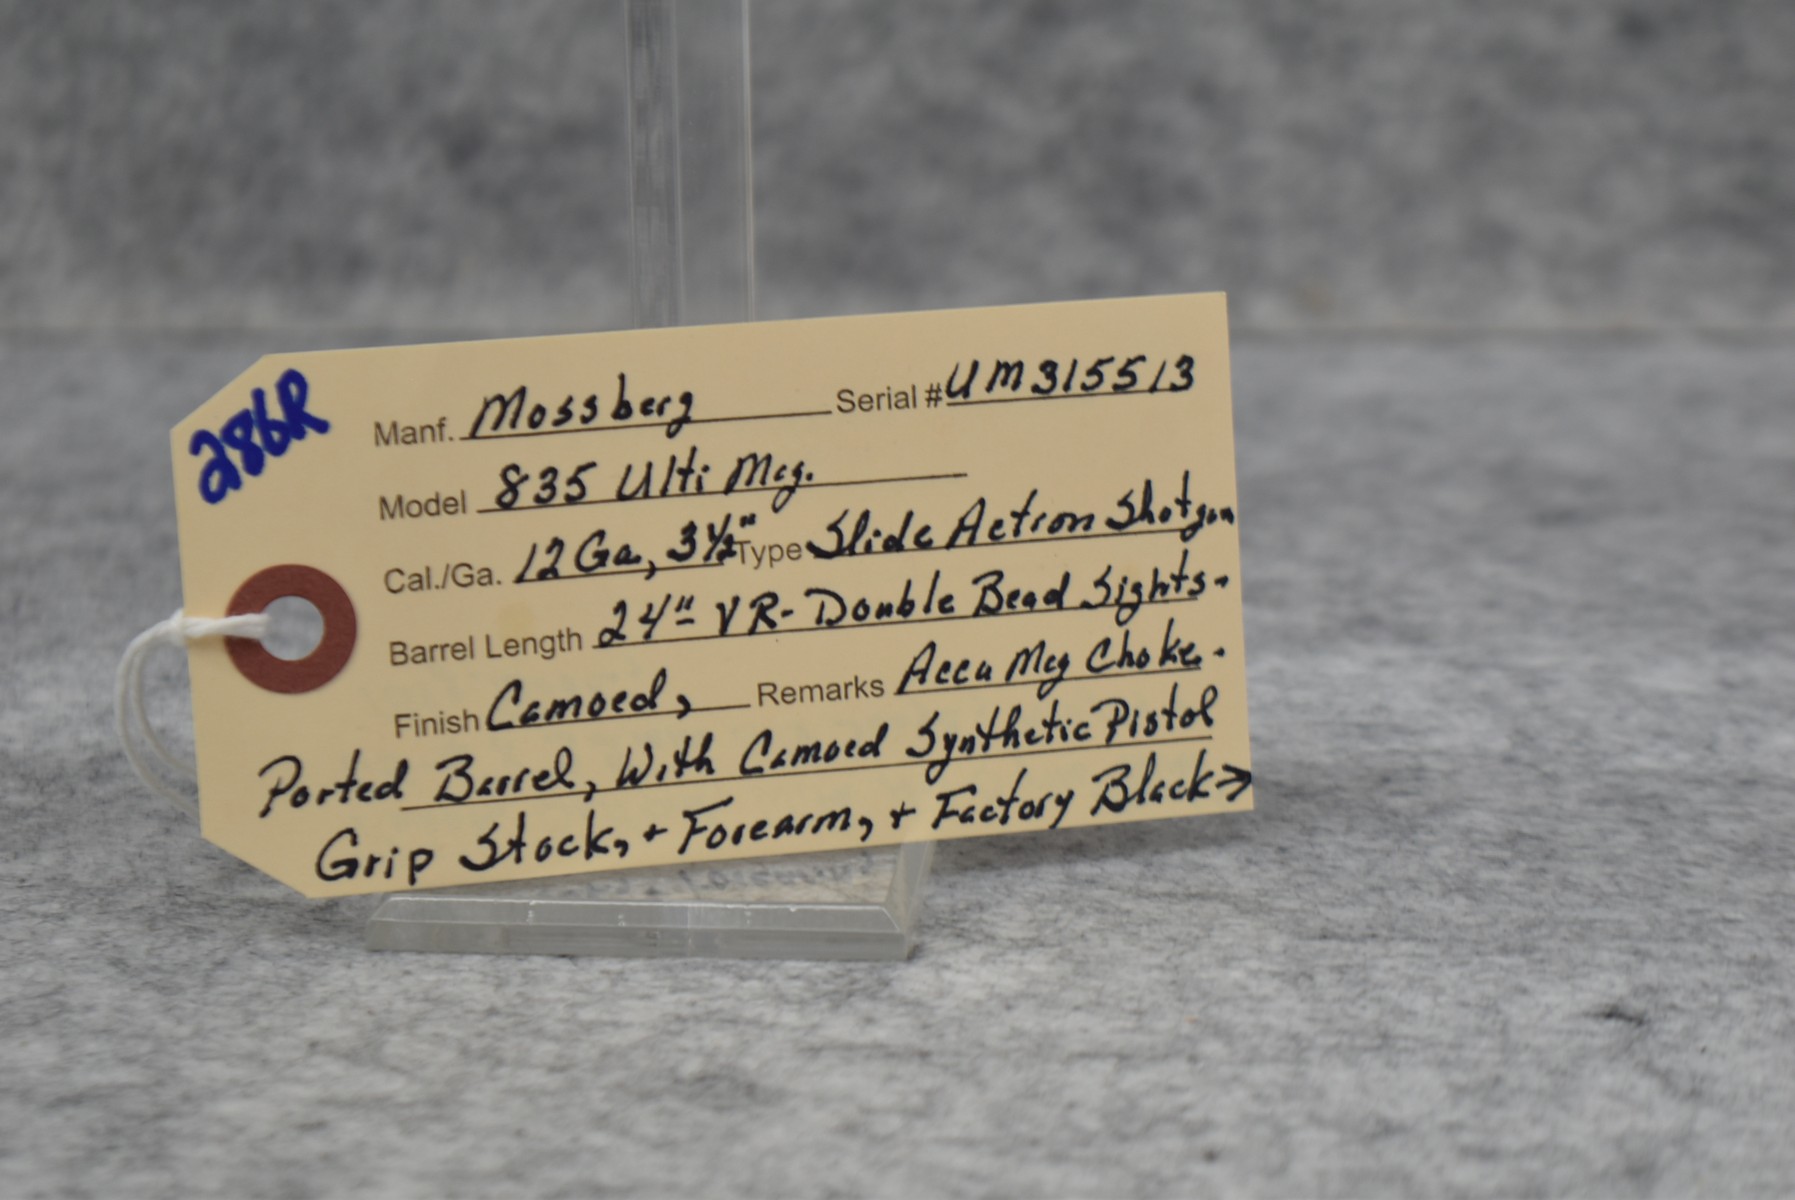 286R
Manf. Mossberg Serial # UM315513
Model 835 Ulti Mag.
Cal./Ga. 12 Ga, 3½" Type Slide Action Shotgun
Barrel Length 24" VR- Double Bead Sights-
Finish Camoed, Remarks Accu Mag Choke-
Ported Barrel, With Camoed Synthetic Pistol
Grip Stock, + Forearm, + Factory Black→